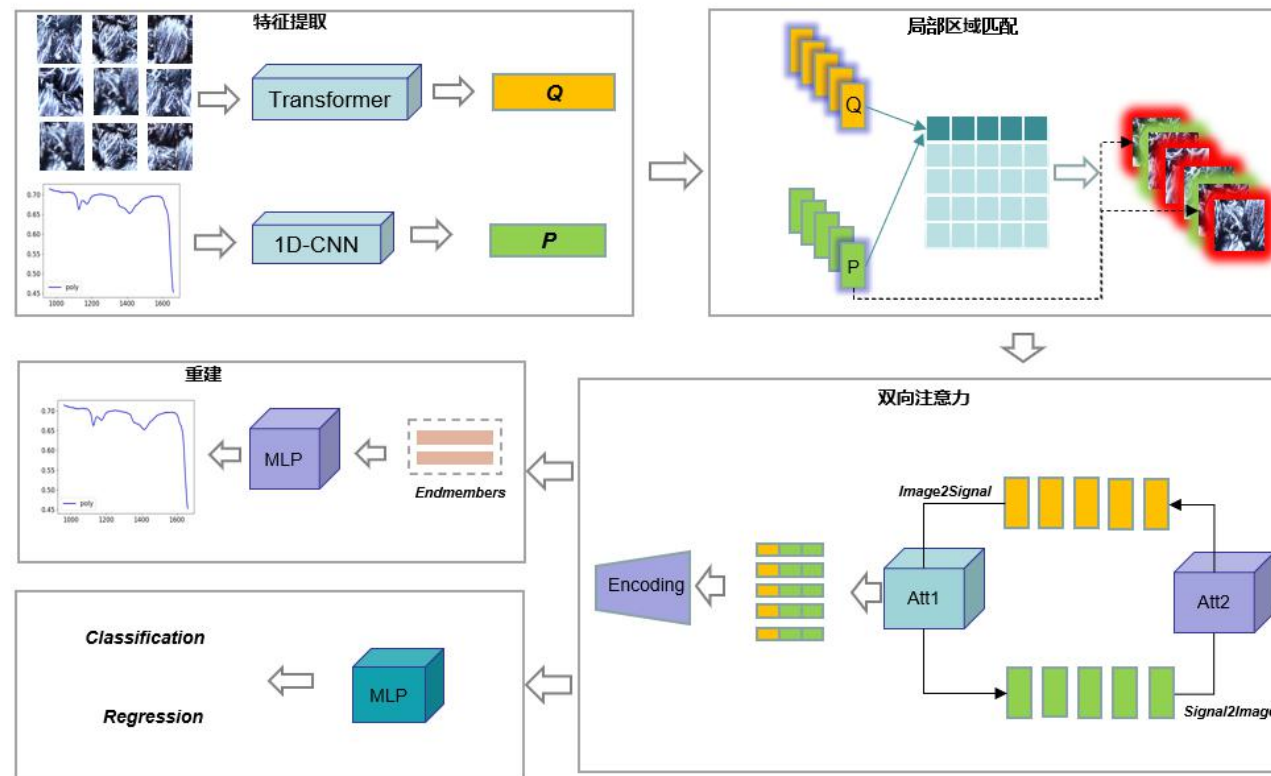 特征提取
Transformer
Q
0.70
0.65
0.60
0.55
0.50
0.45
poly
1000
1200
1400
1600
1D-CNN
P
局部区域匹配
Q
P
重建
0.70
0.65
0.60
0.55
0.50
0.45
poly
1000
1200
1400
1600
MLP
Endmembers
双向注意力
Image2Signal
Encoding
Att1
Att2
Signal2Image
Classification
Regression
MLP